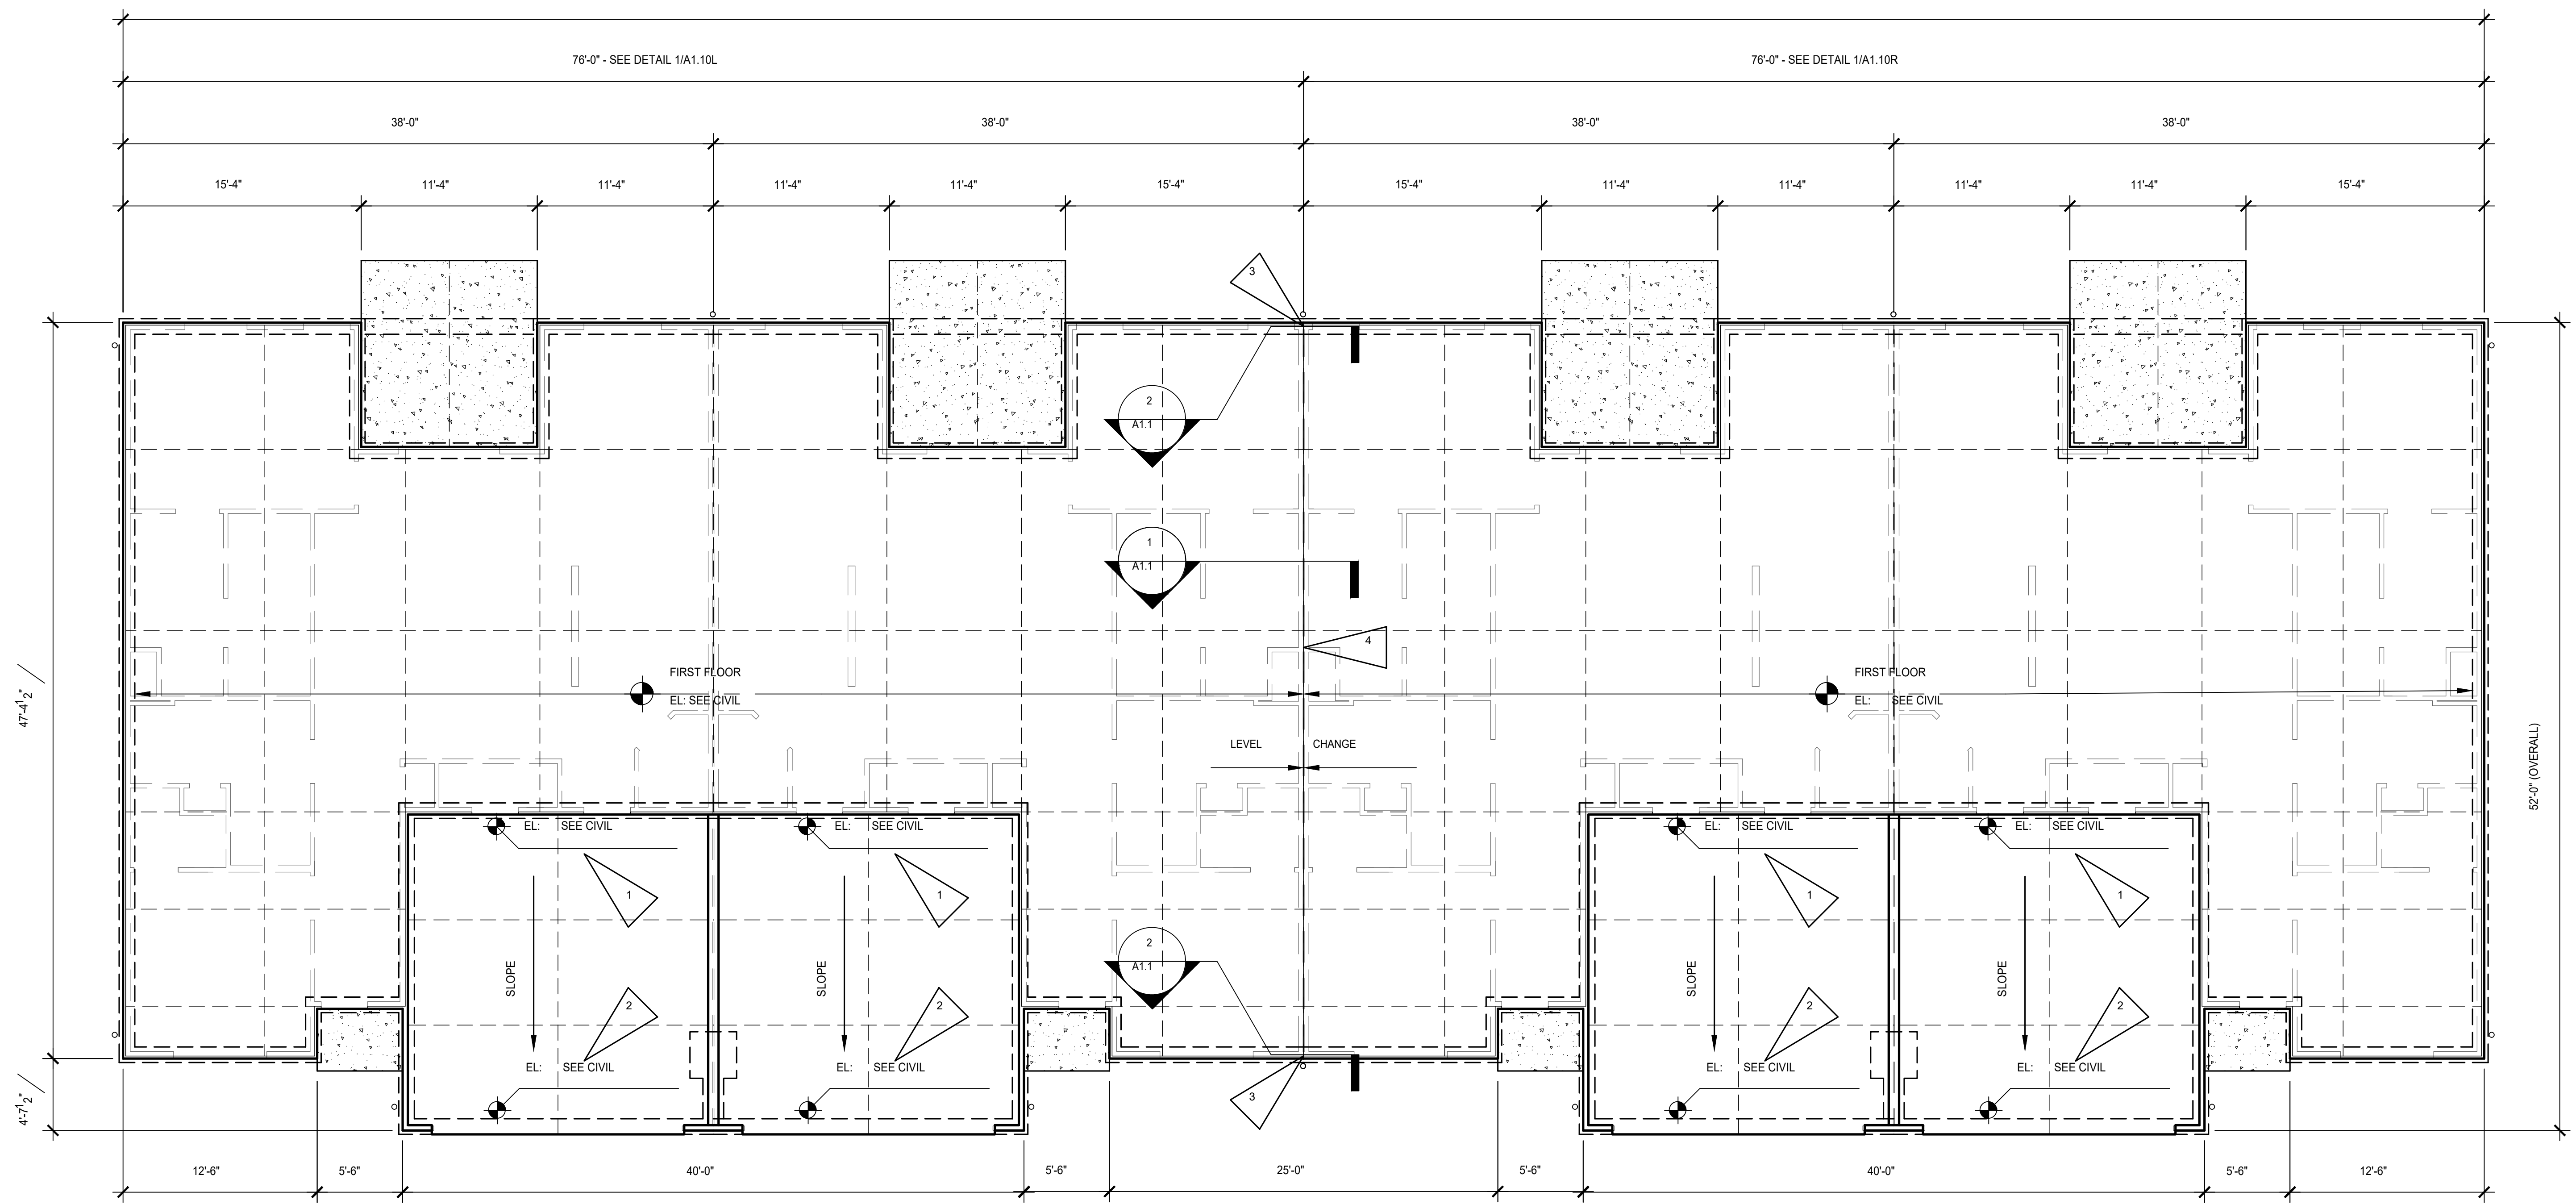 76'-0" - SEE DETAIL 1/A1.10L
76'-0" - SEE DETAIL 1/A1.10R
38'-0"
38'-0"
38'-0"
38'-0"
15'-4"
11'-4"
11'-4"
11'-4"
11'-4"
15'-4"
15'-4"
11'-4"
11'-4"
11'-4"
11'-4"
15'-4"
3
2
A1.1
1
A1.1
4
FIRST FLOOR
EL: SEE CIVIL
FIRST FLOOR
EL: SEE CIVIL
47'-4 1/2"
52'-0" (OVERALL)
LEVEL CHANGE
EL: SEE CIVIL
EL: SEE CIVIL
EL: SEE CIVIL
EL: SEE CIVIL
1
1
1
1
2
A1.1
SLOPE
SLOPE
SLOPE
SLOPE
2
2
2
2
EL: SEE CIVIL
EL: SEE CIVIL
EL: SEE CIVIL
EL: SEE CIVIL
3
4'-7 1/2"
12'-6"
5'-6"
40'-0"
5'-6"
25'-0"
5'-6"
40'-0"
5'-6"
12'-6"